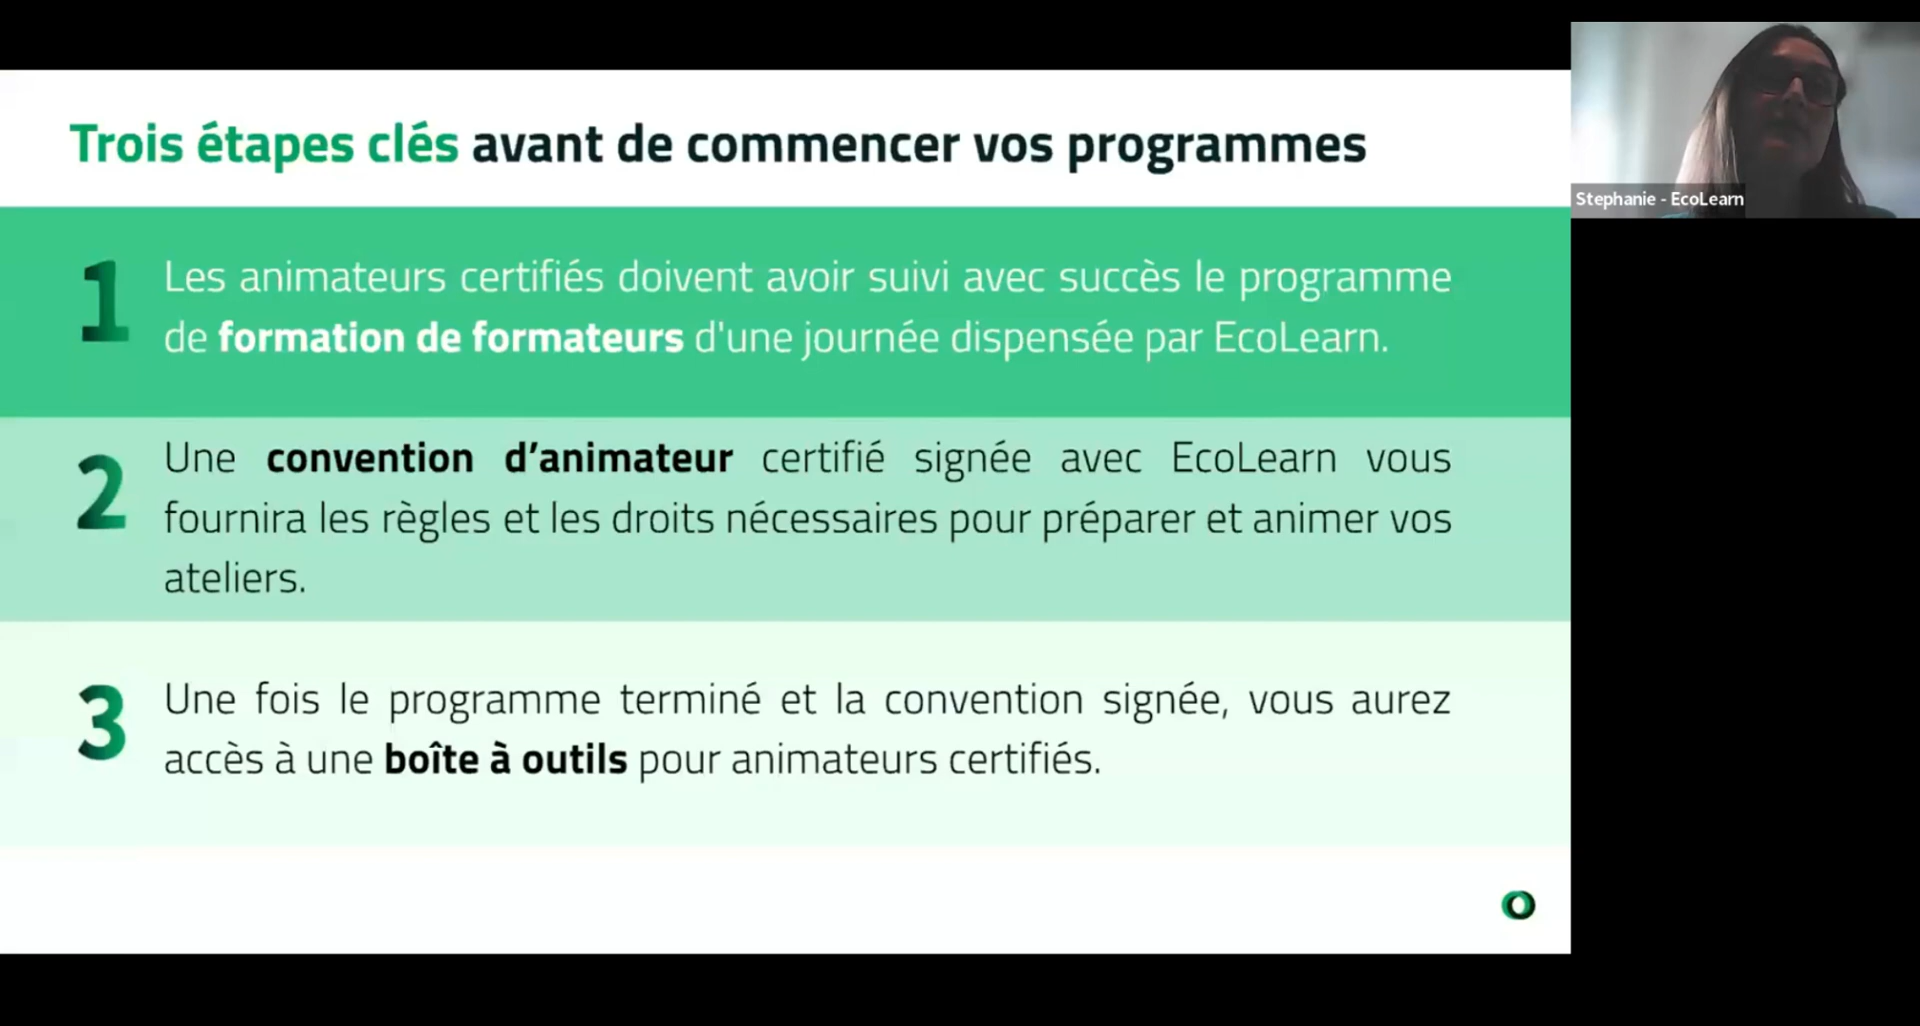 Trois étapes clés avant de commencer vos programmes
1
Les animateurs certifiés doivent avoir suivi avec succès le programme
de formation de formateurs d'une journée dispensée par EcoLearn.
2
Une convention d’animateur certifié signée avec EcoLearn vous
fournira les règles et les droits nécessaires pour préparer et animer vos
ateliers.
3
Une fois le programme terminé et la convention signée, vous aurez
accès à une boîte à outils pour animateurs certifiés.
Stephanie - EcoLearn